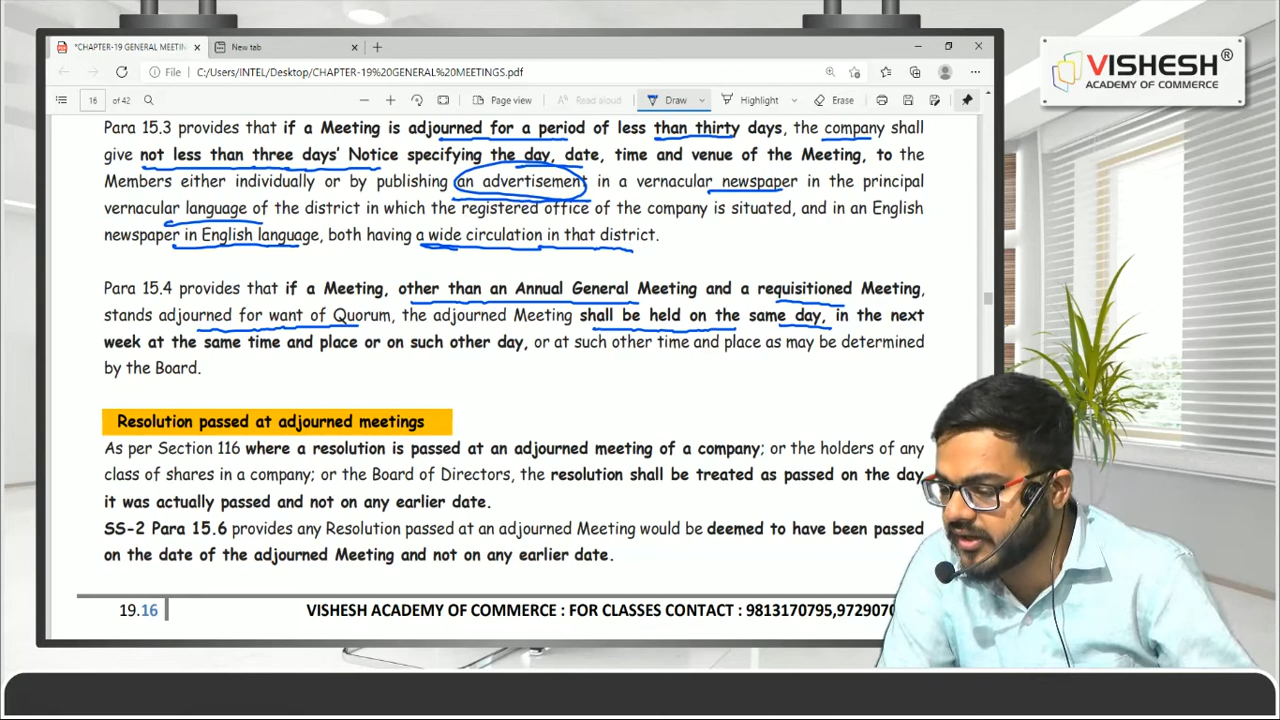 *CHAPTER-19 GENERAL MEETIN
New tab
File
C:/Users/INTEL/Desktop/CHAPTER-19%20GENERAL%20MEETINGS.pdf
VISHESH®
ACADEMY OF COMMERCE
16 of 42
Page view
Read aloud
Draw
Highlight
Erase
Para 15.3 provides that if a Meeting is adjourned for a period of less than thirty days, the company shall
give not less than three days' Notice specifying the day, date, time and venue of the Meeting, to the
Members either individually or by publishing an advertisement in a vernacular newspaper in the principal
vernacular language of the district in which the registered office of the company is situated, and in an English
newspaper in English language, both having a wide circulation in that district.
Para 15.4 provides that if a Meeting, other than an Annual General Meeting and a requisitioned Meeting,
stands adjourned for want of Quorum, the adjourned Meeting shall be held on the same day, in the next
week at the same time and place or on such other day, or at such other time and place as may be determined
by the Board.
Resolution passed at adjourned meetings
As per Section 116 where a resolution is passed at an adjourned meeting of a company; or the holders of any
class of shares in a company; or the Board of Directors, the resolution shall be treated as passed on the day
it was actually passed and not on any earlier date.
SS-2 Para 15.6 provides any Resolution passed at an adjourned Meeting would be deemed to have been passed
on the date of the adjourned Meeting and not on any earlier date.
19.16
VISHESH ACADEMY OF COMMERCE : FOR CLASSES CONTACT : 9813170795,972907